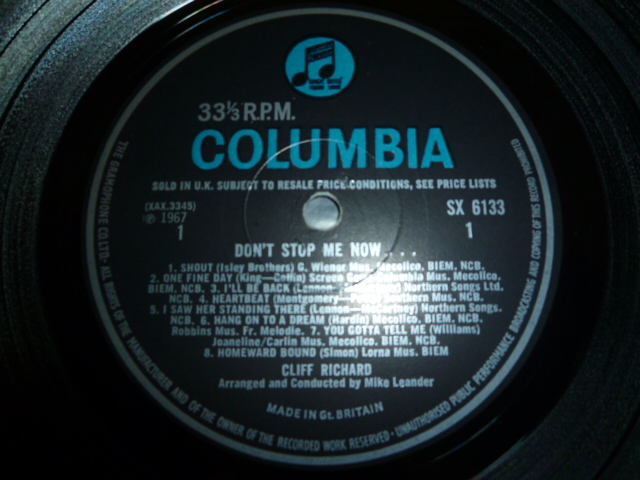 33⅓ R.P.M.
COLUMBIA
SOLD IN U.K. SUBJECT TO RESALE PRICE CONDITIONS, SEE PRICE LISTS
(XAX.3345)
℗ 1967
1
SX 6133
1
DON'T STOP ME NOW . . .
1. SHOUT (Isley Brothers) G. Wienor Mus. Mecolico. BIEM. NCB.
2. ONE FINE DAY (King—Goffin) Screen Gems/Columbia Mus. Mecolico.
BIEM. NCB. 3. I'LL BE BACK (Lennon— Northern Songs Ltd.
NCB. 4. HEARTBEAT (Montgomery— Southern Mus. NCB.
5. I SAW HER STANDING THERE (Lennon—McCartney) Northern Songs.
NCB. 6. HANG ON TO A DREAM (Hardin) BIEM. NCB.
Robbins Mus. Fr. Melodie. 7. YOU GOTTA TELL ME (Williams)
Joaneline/Carlin Mus. Mecolico. BIEM. NCB.
8. HOMEWARD BOUND (Simon) Lorna Mus. BIEM
CLIFF RICHARD
Arranged and Conducted by Mike Leander
MADE IN Gt. BRITAIN
THE GRAMOPHONE CO. LTD. - ALL RIGHTS OF THE MANUFACTURER AND OF THE OWNER OF THE RECORDED WORK RESERVED - UNAUTHORISED PUBLIC PERFORMANCE BROADCASTING AND COPYING OF THIS RECORD PROHIBITED